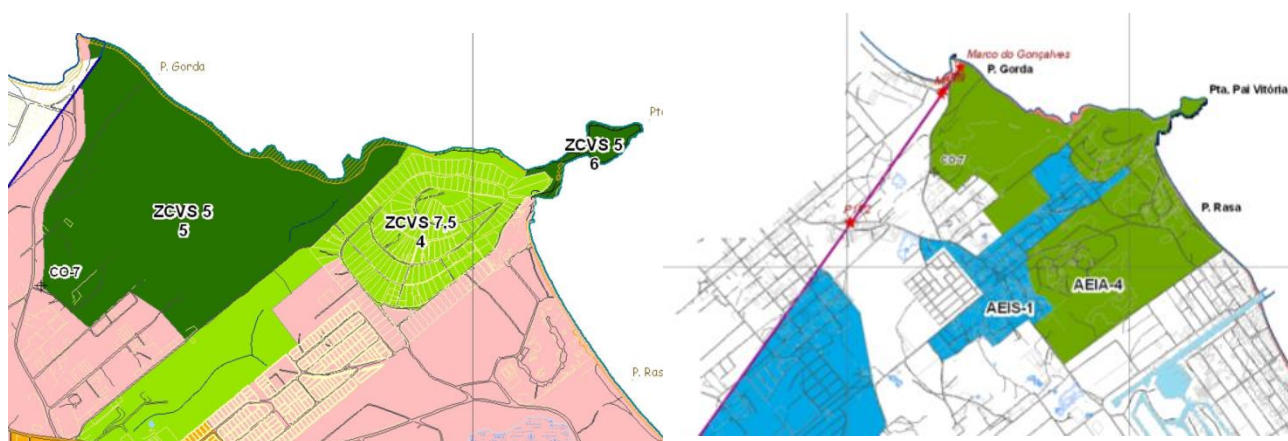 P. Gorda
Pt
ZCVS 5
6
ZCVS 5
5
ZCVS 7,5
4
CO-7
P. Ras
Marco do Gonçalves
P. Gorda
Pta. Pai Vitória
CO-7
P. Rasa
AEIA-4
AEIS-1